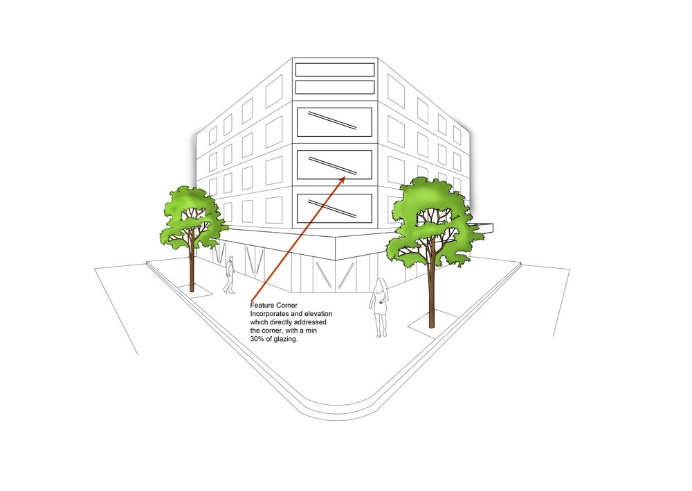 Feature Corner
Incorporates and elevation
which directly addressed
the corner, with a min
30% of glazing.